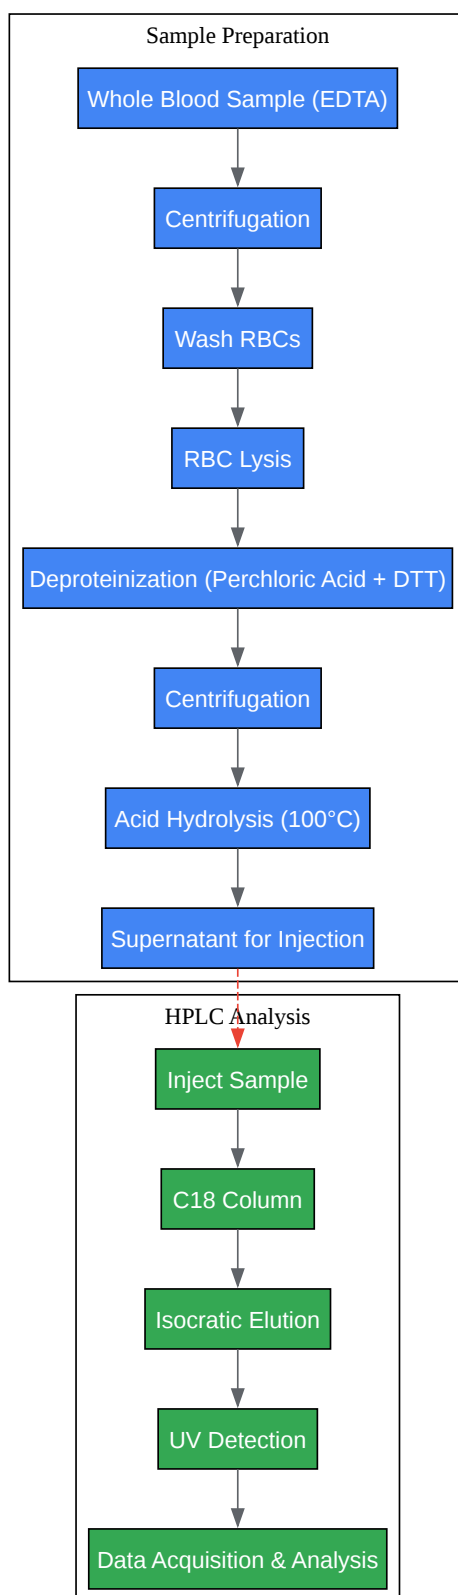 Sample Preparation
Whole Blood Sample (EDTA)
Centrifugation
Wash RBCs
RBC Lysis
Deproteinization (Perchloric Acid + DTT)
Centrifugation
Acid Hydrolysis (100°C)
Supernatant for Injection
HPLC Analysis
Inject Sample
C18 Column
Isocratic Elution
UV Detection
Data Acquisition & Analysis